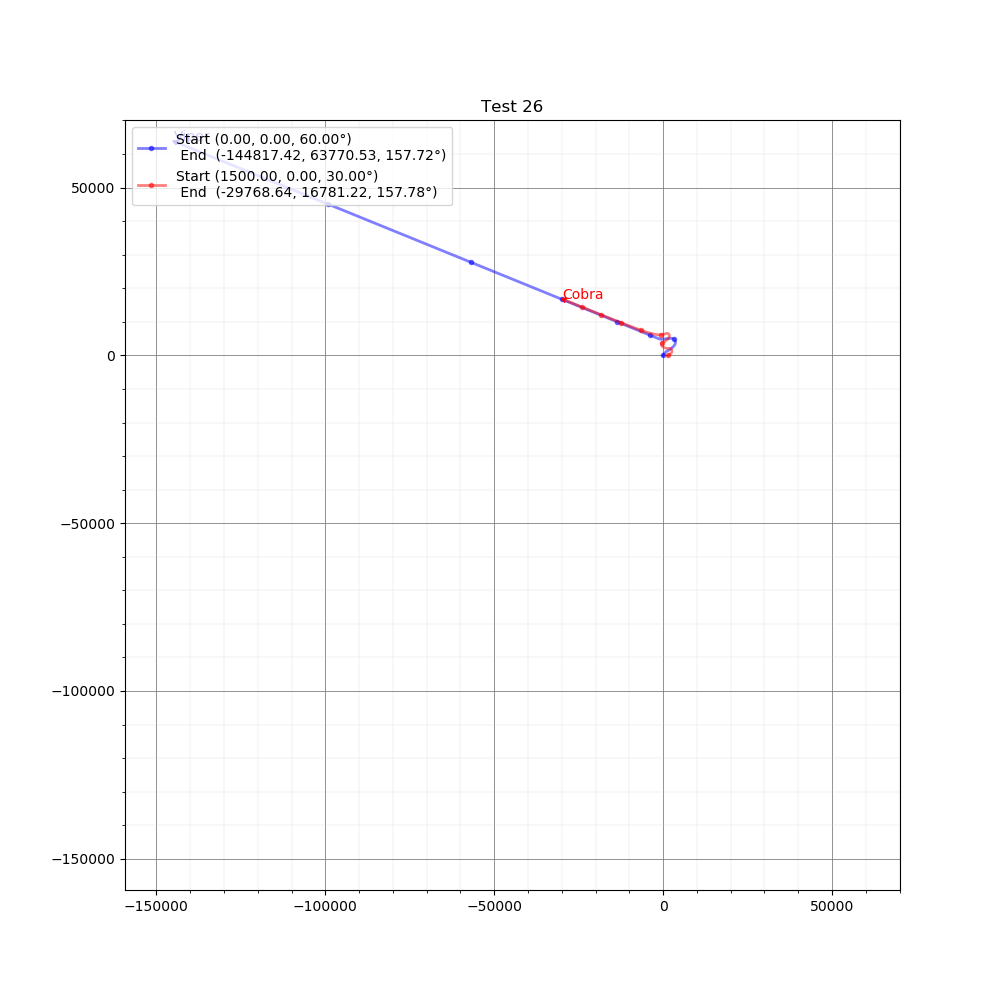 Test 26
Start (0.00, 0.00, 60.00°)
End (-144817.42, 63770.53, 157.72°)
Start (1500.00, 0.00, 30.00°)
End (-29768.64, 16781.22, 157.78°)
Cobra
50000
0
−50000
−100000
−150000
−150000
−100000
−50000
0
50000